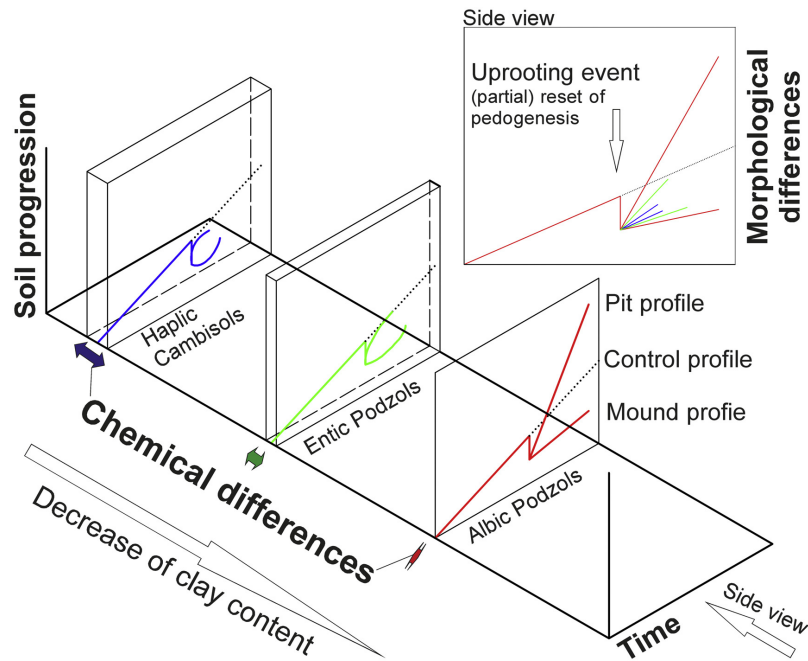 Side view
Uprooting event
(partial) reset of
pedogenesis
Morphological
differences
Soil progression
Haplic
Cambisols
Entic Podzols
Albic Podzols
Pit profile
Control profile
Mound profie
Chemical differences
Decrease of
clay content
Time
Side view